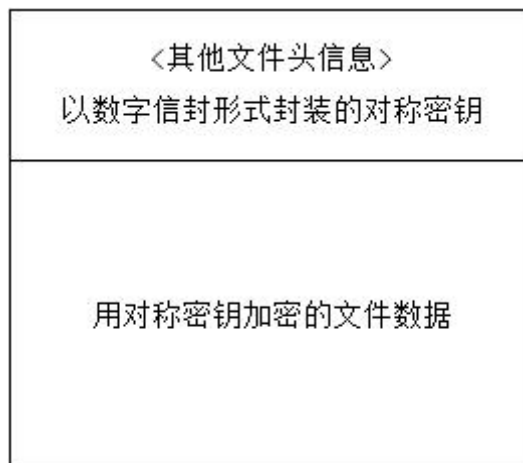 <其他文件头信息>
以数字信封形式封装的对称密钥
用对称密钥加密的文件数据